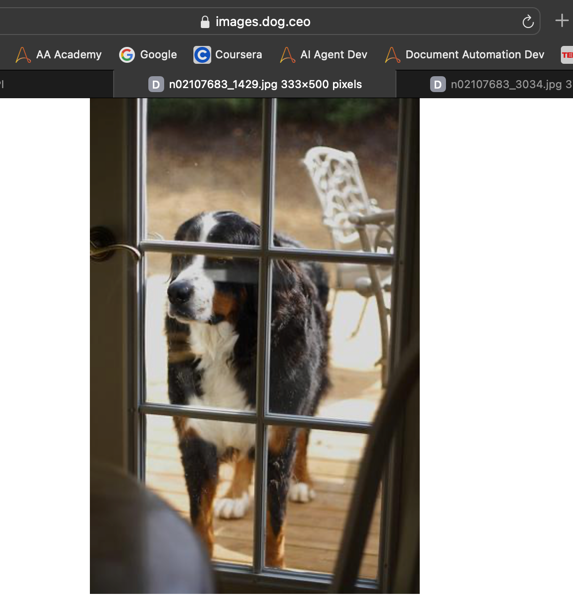 images.dog.ceo
AA Academy Google Coursera AI Agent Dev Document Automation Dev
D n02107683_1429.jpg 333×500 pixels D n02107683_3034.jpg 3